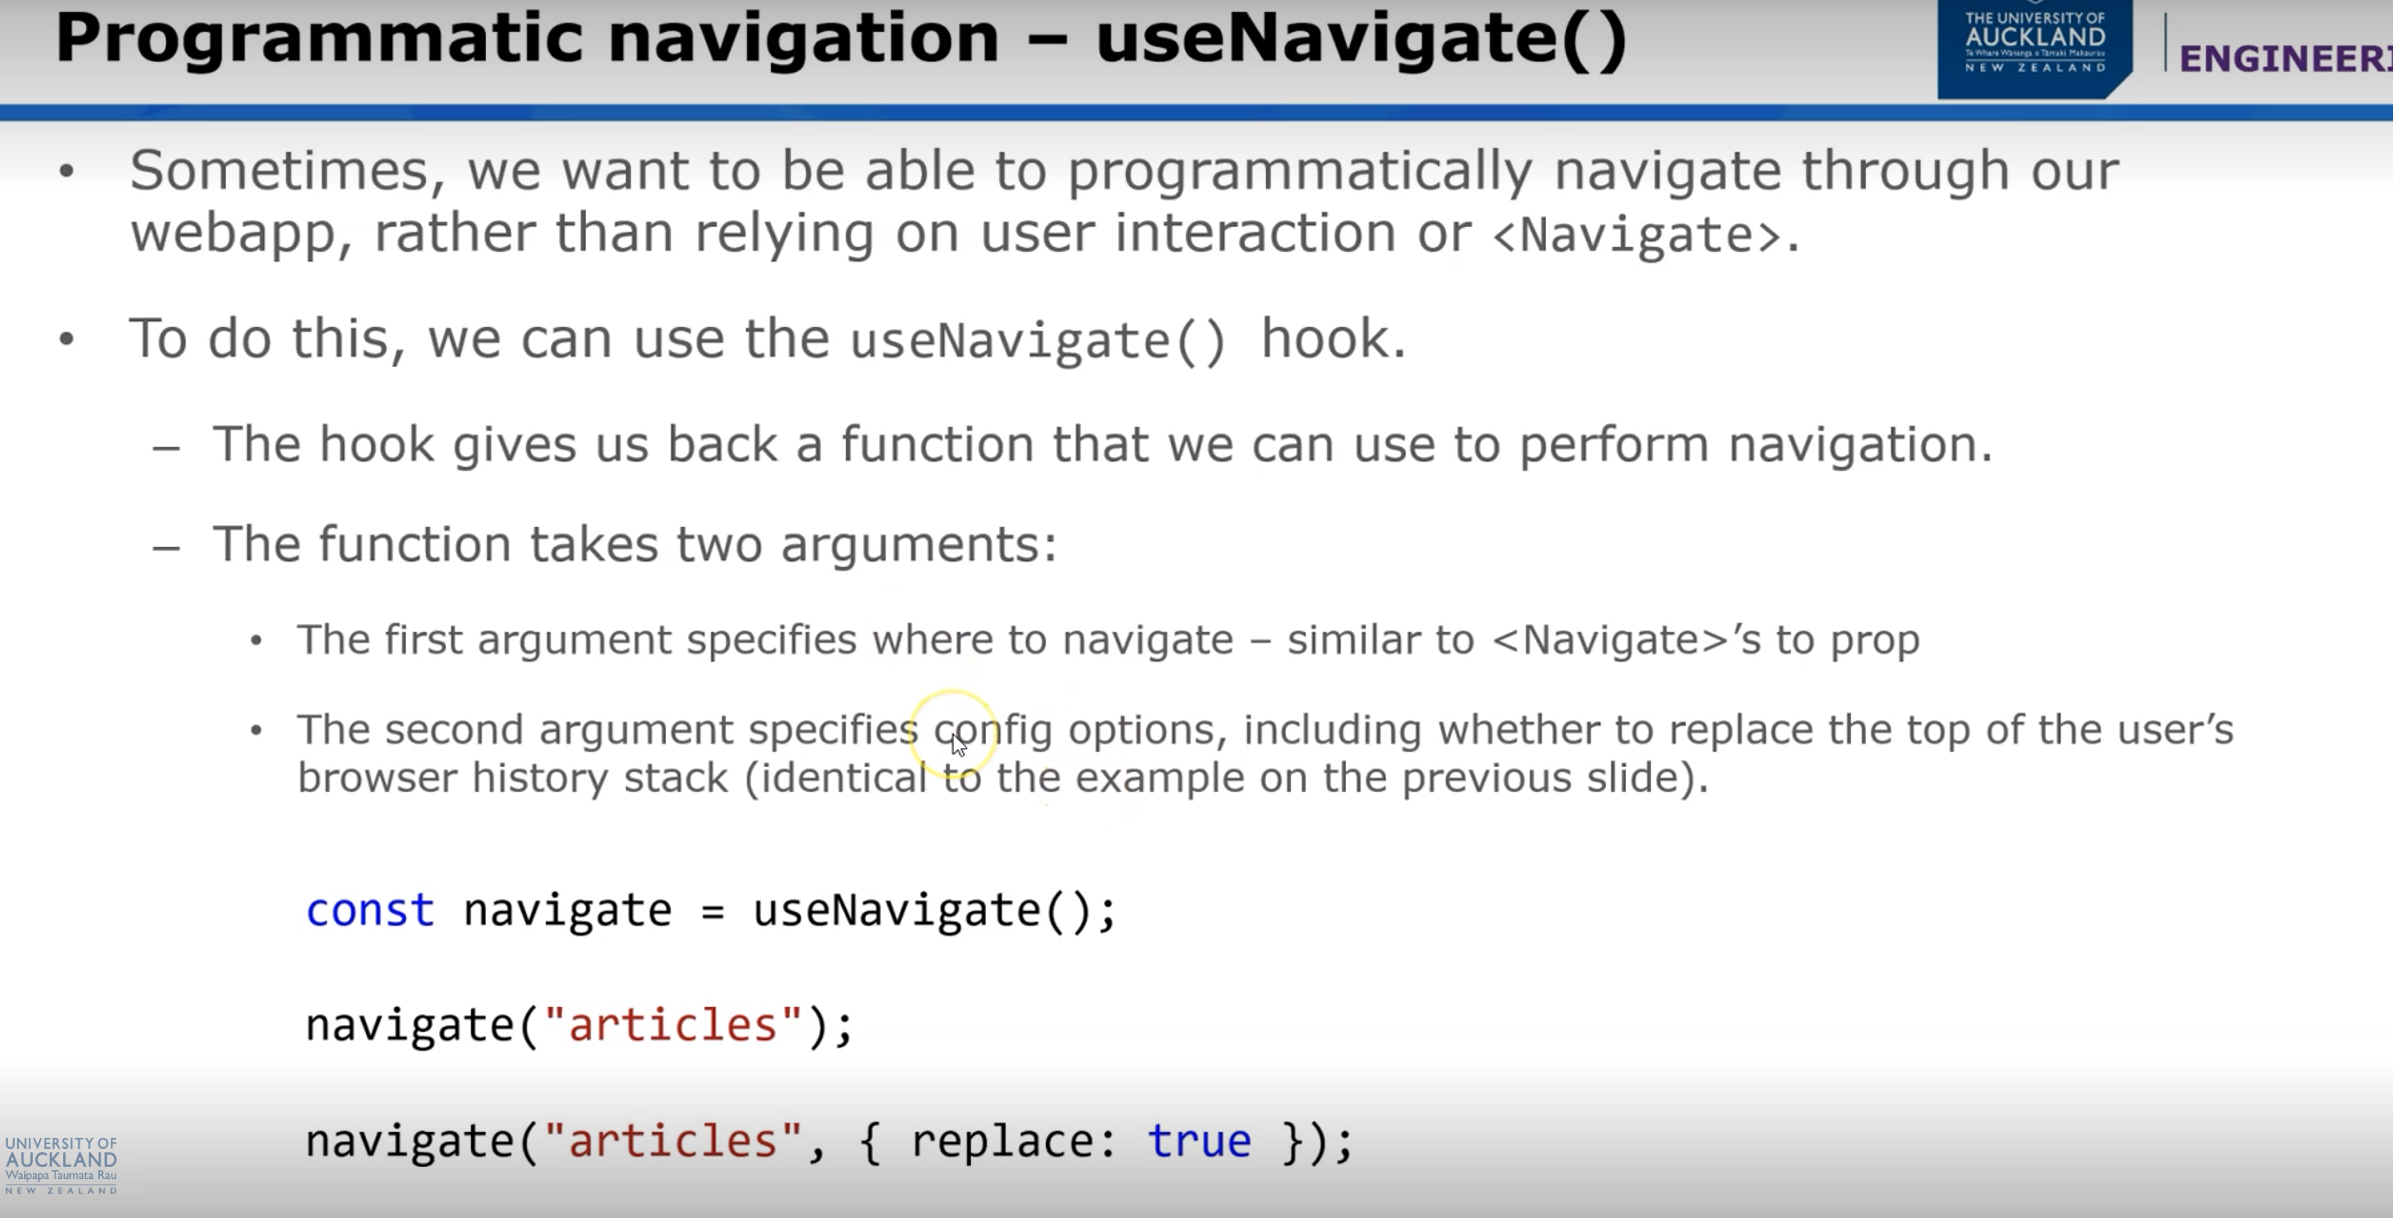 Programmatic navigation – useNavigate()
THE UNIVERSITY OF
AUCKLAND
Te Whare Wānanga o Tāmaki Makaurau
NEW ZEALAND
ENGINEERI
• Sometimes, we want to be able to programmatically navigate through our
webapp, rather than relying on user interaction or <Navigate>.
• To do this, we can use the useNavigate() hook.
– The hook gives us back a function that we can use to perform navigation.
– The function takes two arguments:
• The first argument specifies where to navigate – similar to <Navigate>’s to prop
• The second argument specifies config options, including whether to replace the top of the user’s
browser history stack (identical to the example on the previous slide).
const navigate = useNavigate();
navigate("articles");
navigate("articles", { replace: true });
UNIVERSITY OF
AUCKLAND
Waipapa Taumata Rau
NEW ZEALAND